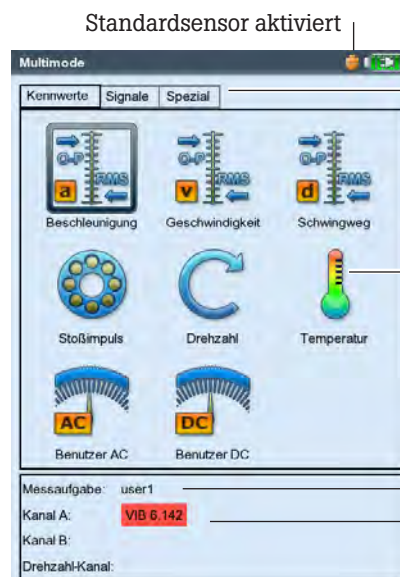 Standardsensor aktiviert
Multimode
Kennwerte Signale Spezial
O-P O-P O-P
RMS RMS RMS
a v d
Beschleunigung Geschwindigkeit Schwingweg
Stoßimpuls Drehzahl Temperatur
AC DC
Benutzer AC Benutzer DC
Messaufgabe: user1
Kanal A: VIB 6.142
Kanal B:
Drehzahl-Kanal: